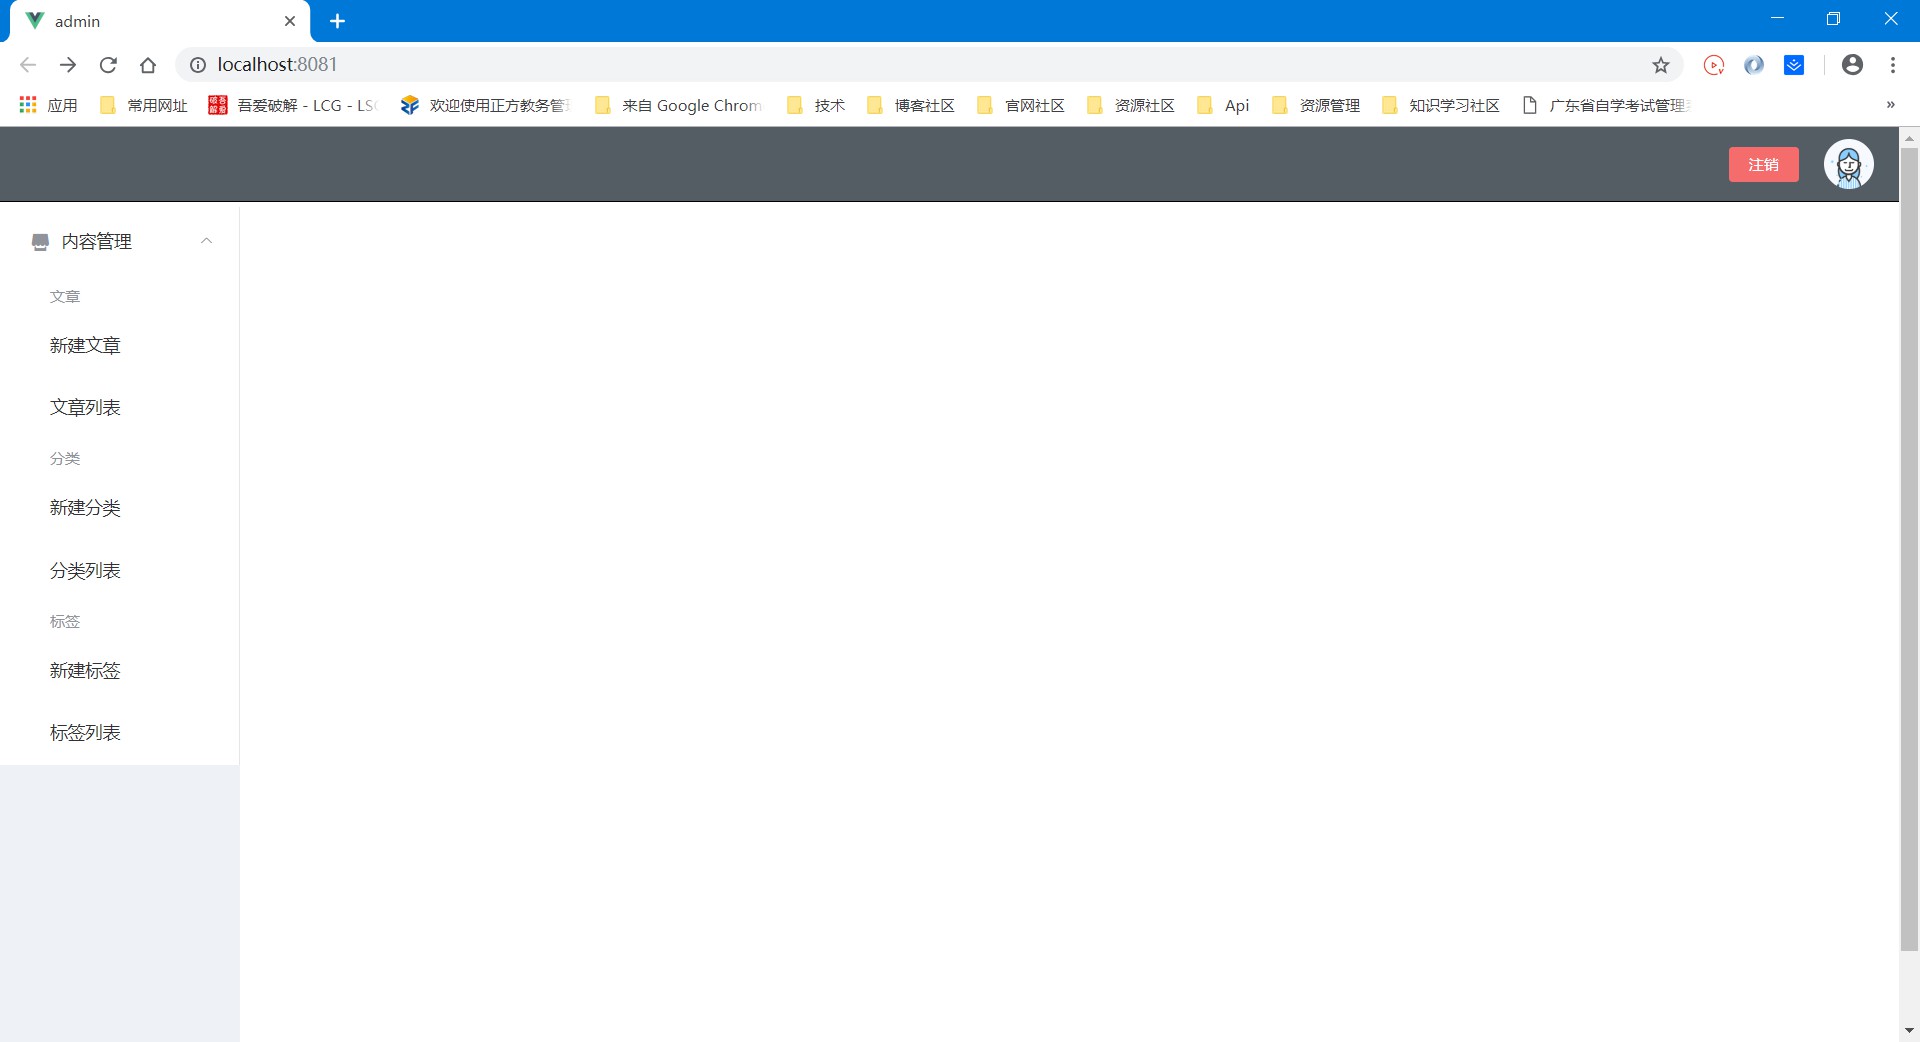 admin
localhost:8081
应用 常用网址 吾爱破解 - LCG - LS 欢迎使用正方教务管 来自 Google Chrom 技术 博客社区 官网社区 资源社区 Api 资源管理 知识学习社区 广东省自学考试管理 »
注销
内容管理
文章
新建文章
文章列表
分类
新建分类
分类列表
标签
新建标签
标签列表